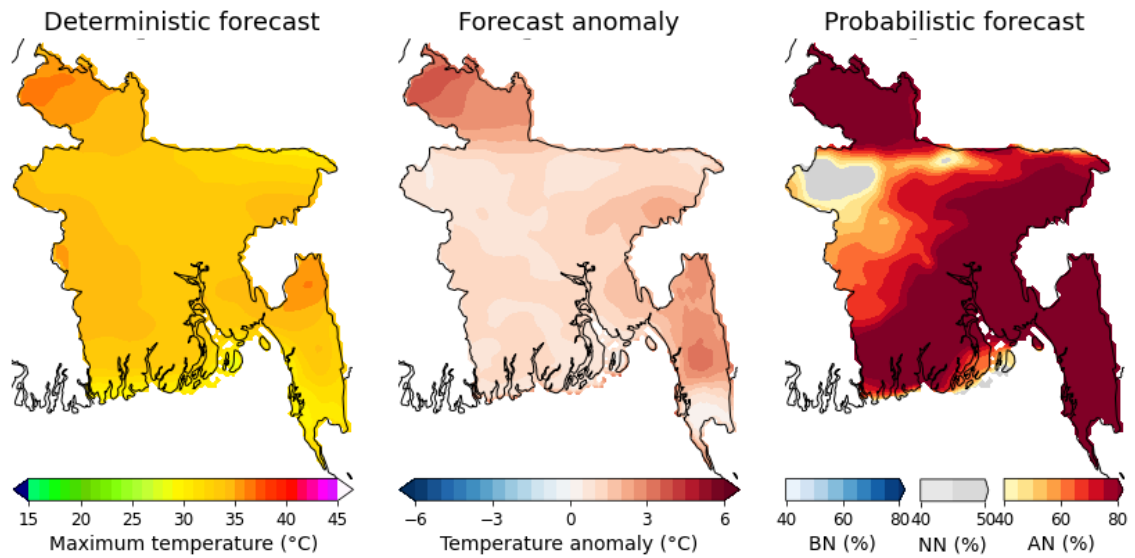 Deterministic forecast
Forecast anomaly
Probabilistic forecast
15 20 25 30 35 40 45
Maximum temperature (°C)
−6 −3 0 3 6
Temperature anomaly (°C)
40 60 80
BN (%)
40 50
NN (%)
40 60 80
AN (%)